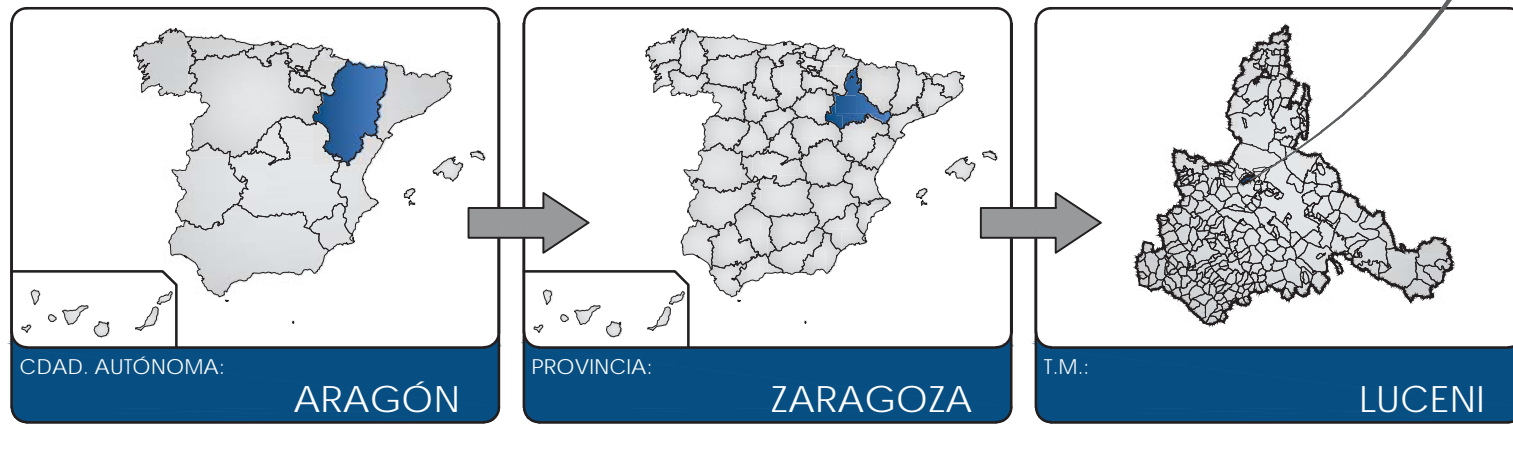 CDAD. AUTÓNOMA:
ARAGÓN
PROVINCIA:
ZARAGOZA
T.M.:
LUCENI